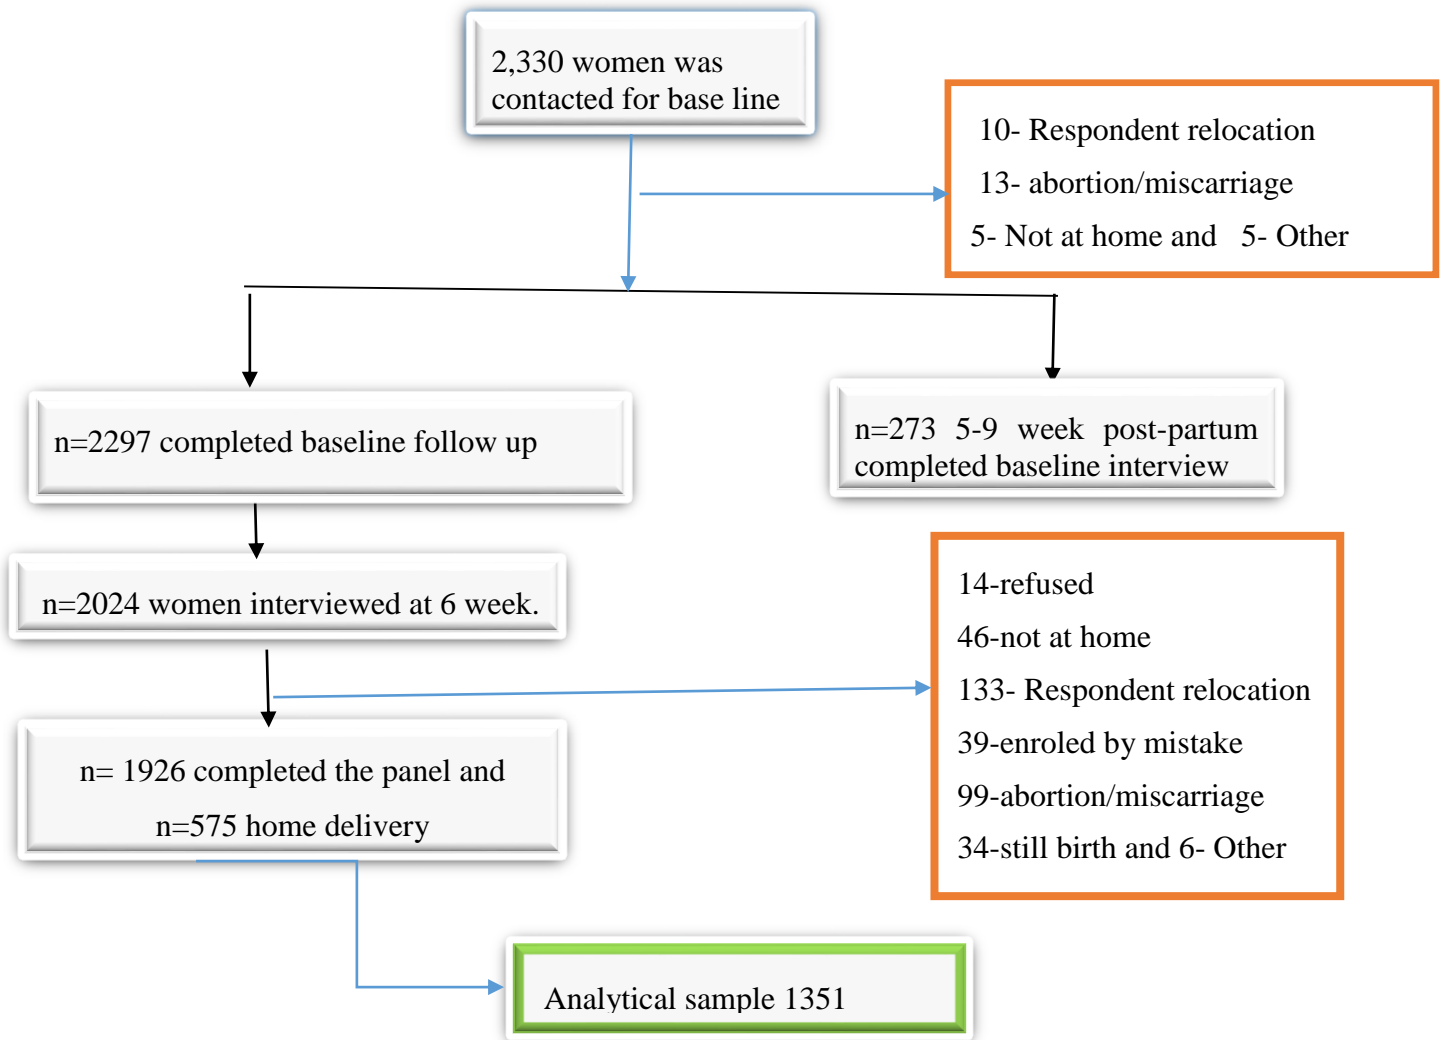 2,330 women was
contacted for base line
10- Respondent relocation
13- abortion/miscarriage
5- Not at home and 5- Other
n=2297 completed baseline follow up
n=273 5-9 week post-partum
completed baseline interview
n=2024 women interviewed at 6 week.
14-refused
46-not at home
133- Respondent relocation
39-enroled by mistake
99-abortion/miscarriage
34-still birth and 6- Other
n= 1926 completed the panel and
n=575 home delivery
Analytical sample 1351